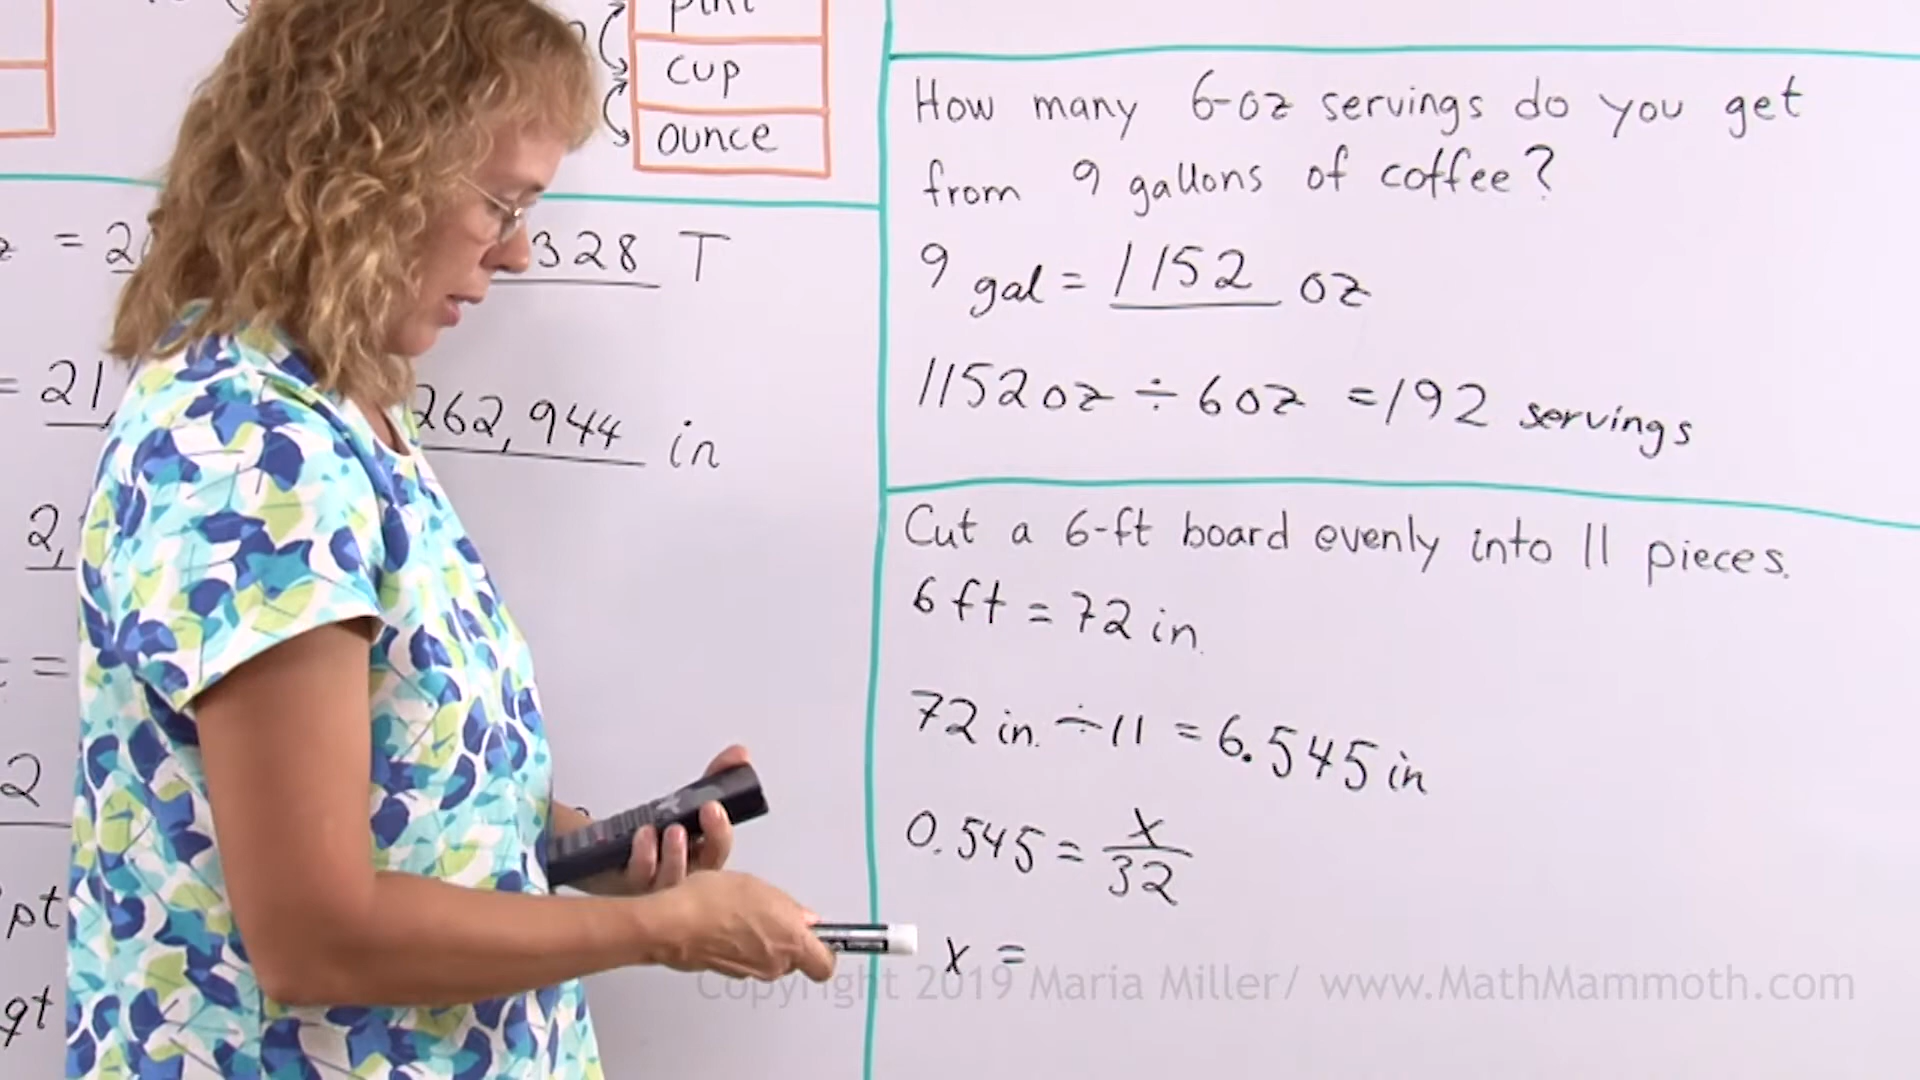 cup
ounce
328 T
= 21,
262,944 in
2,
=
2
pt
qt
How many 6-oz servings do you get
from 9 gallons of coffee?
9 gal = 1152 oz
1152 oz ÷ 6 oz = 192 servings
Cut a 6-ft board evenly into 11 pieces.
6 ft = 72 in.
72 in. ÷ 11 = 6.545 in
0.545 = x/32
x =
Copyright 2019 Maria Miller/ www.MathMammoth.com